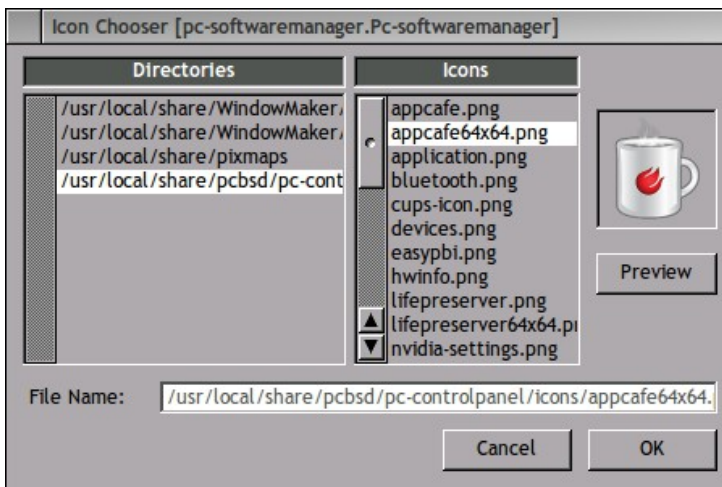 Icon Chooser [pc-softwaremanager.Pc-softwaremanager]
Directories
/usr/local/share/WindowMaker/
/usr/local/share/WindowMaker/
/usr/local/share/pixmaps
/usr/local/share/pcbsd/pc-cont
Icons
appcafe.png
appcafe64x64.png
application.png
bluetooth.png
cups-icon.png
devices.png
easypbi.png
hwinfo.png
lifepreserver.png
lifepreserver64x64.pn
nvidia-settings.png
Preview
File Name: /usr/local/share/pcbsd/pc-controlpanel/icons/appcafe64x64.
Cancel OK